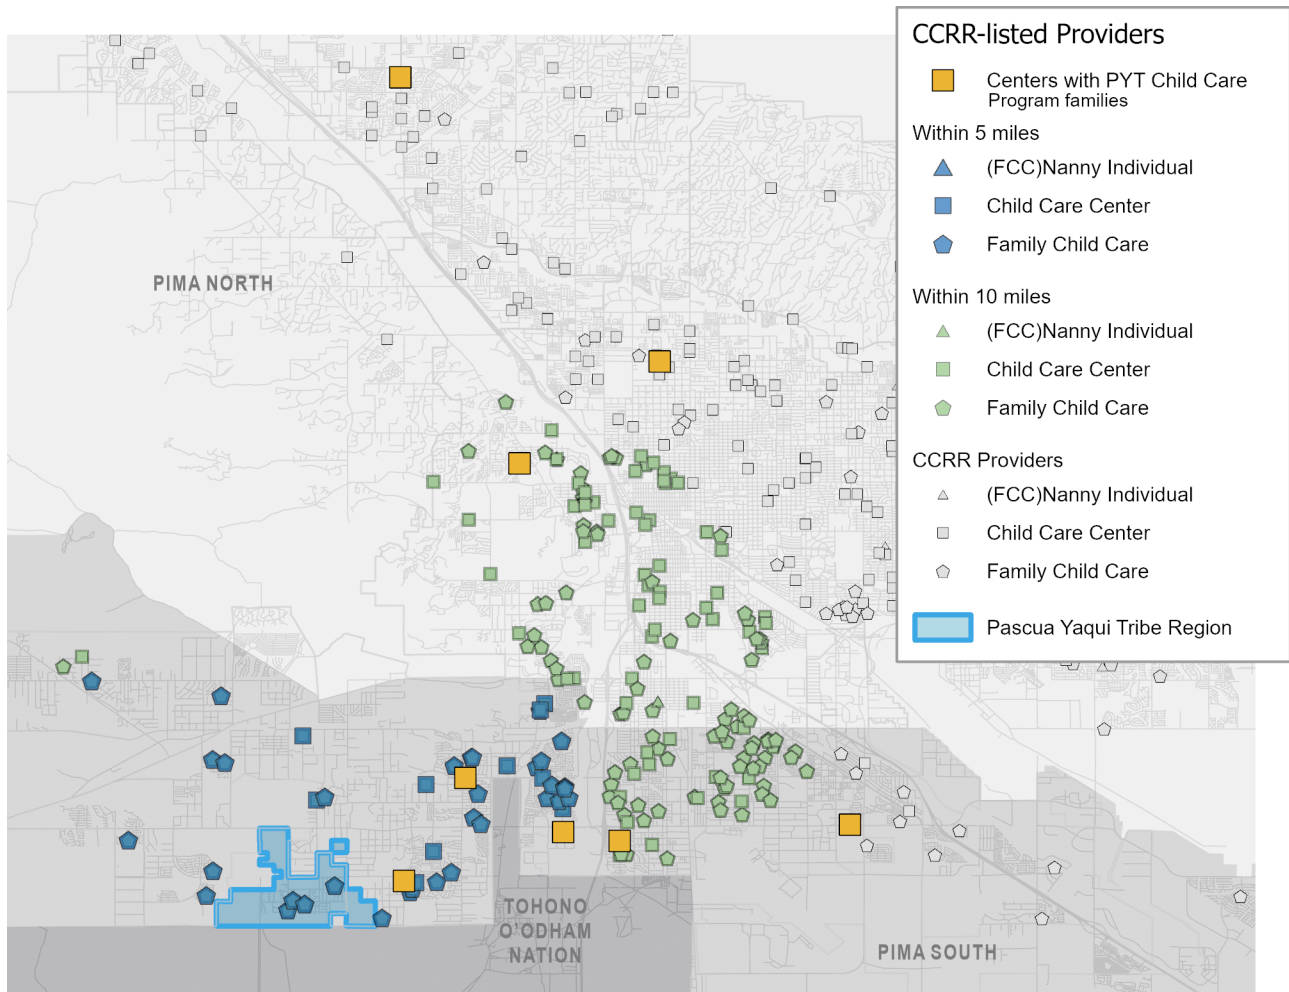 CCRR-listed Providers
Centers with PYT Child Care
Program families
Within 5 miles
(FCC)Nanny Individual
Child Care Center
Family Child Care
Within 10 miles
(FCC)Nanny Individual
Child Care Center
Family Child Care
CCRR Providers
(FCC)Nanny Individual
Child Care Center
Family Child Care
Pascua Yaqui Tribe Region
PIMA NORTH
TOHONO
O'ODHAM
NATION
PIMA SOUTH